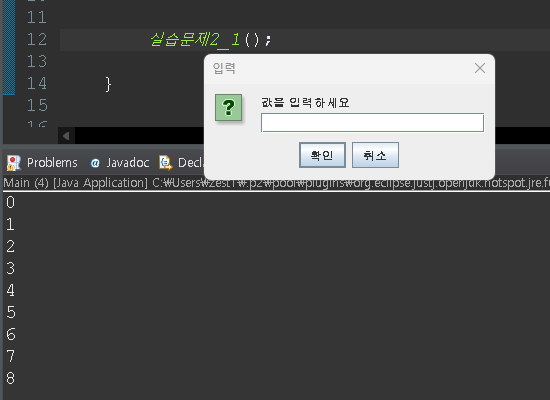 11
12 실습문제2_1();
13
14 }
15
16
입력
값을 입력하세요
확인 취소
Problems @ Javadoc Decla
Main (4) [Java Application] C:₩Users₩zest1₩.p2₩pool₩plugins₩org.eclipse.justj.openjdk.hotspot.jre.fu
0
1
2
3
4
5
6
7
8